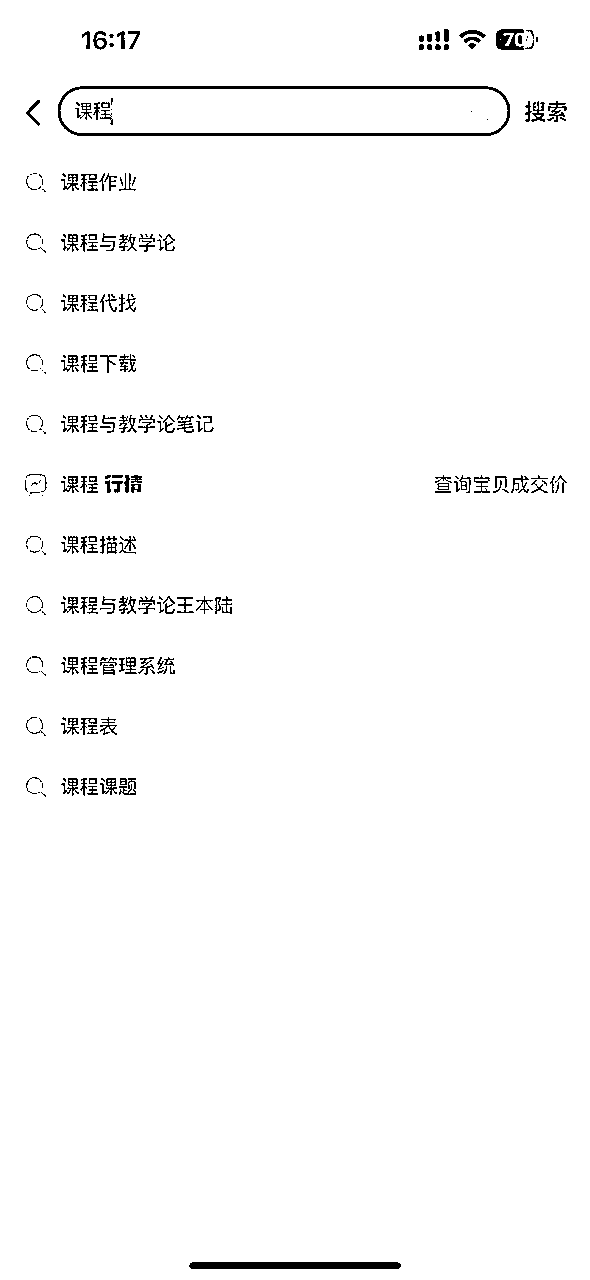 16:17 70
课程 搜索
课程作业
课程与教学论
课程代找
课程下载
课程与教学论笔记
课程 行情 查询宝贝成交价
课程描述
课程与教学论王本陆
课程管理系统
课程表
课程课题